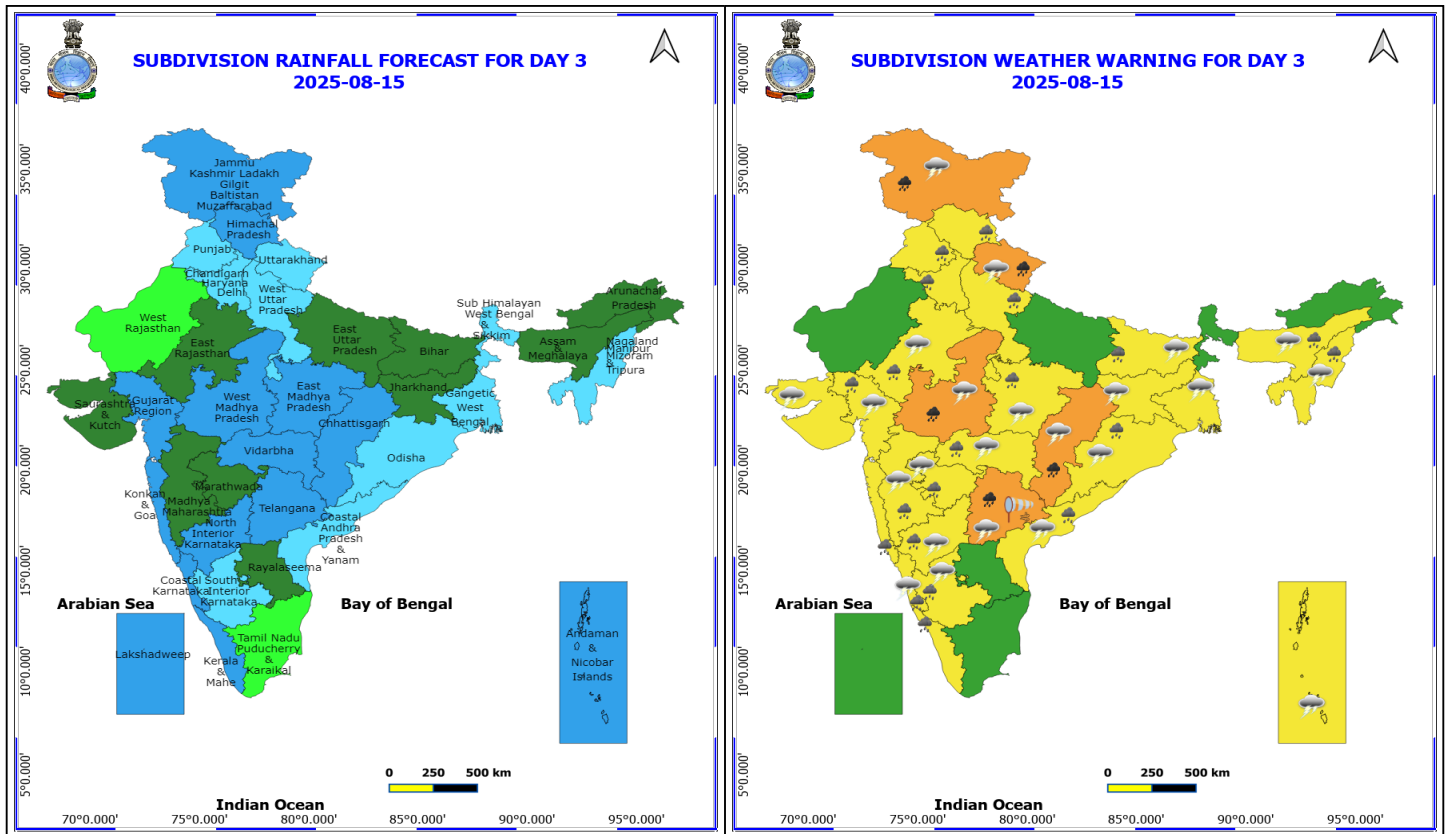 SUBDIVISION RAINFALL FORECAST FOR DAY 3
2025-08-15
40°0.000'
35°0.000'
30°0.000'
25°0.000'
20°0.000'
15°0.000'
10°0.000'
5°0.000'
Jammu
Kashmir Ladakh
Gilgit
Baltistan
Muzaffarabad
Himachal
Pradesh
Punjab
Uttarakhand
Chandigarh
Haryana
Delhi
West
Uttar
Pradesh
West
Rajasthan
East
Rajasthan
East
Uttar
Pradesh
Bihar
Sub Himalayan
West Bengal
&
Sikkim
Arunachal
Pradesh
Assam
&
Meghalaya
Nagaland
Manipur
Mizoram
&
Tripura
Saurashtra
&
Kutch
Gujarat
Region
West
Madhya
Pradesh
East
Madhya
Pradesh
Jharkhand
Gangetic
West
Bengal
Chhattisgarh
Odisha
Vidarbha
Marathwada
Madhya
Maharashtra
Konkan
&
Goa
Telangana
North
Interior
Karnataka
Coastal
Andhra
Pradesh
&
Yanam
Rayalaseema
Coastal
Karnataka
South
Interior
Karnataka
Tamil Nadu
Puducherry
&
Karaikal
Kerala
&
Mahe
Lakshadweep
Andaman
&
Nicobar
Islands
Arabian Sea
Bay of Bengal
Indian Ocean
0 250 500 km
70°0.000' 75°0.000' 80°0.000' 85°0.000' 90°0.000' 95°0.000'
SUBDIVISION WEATHER WARNING FOR DAY 3
2025-08-15
40°0.000'
35°0.000'
30°0.000'
25°0.000'
20°0.000'
15°0.000'
10°0.000'
5°0.000'
Arabian Sea
Bay of Bengal
Indian Ocean
0 250 500 km
70°0.000' 75°0.000' 80°0.000' 85°0.000' 90°0.000' 95°0.000'